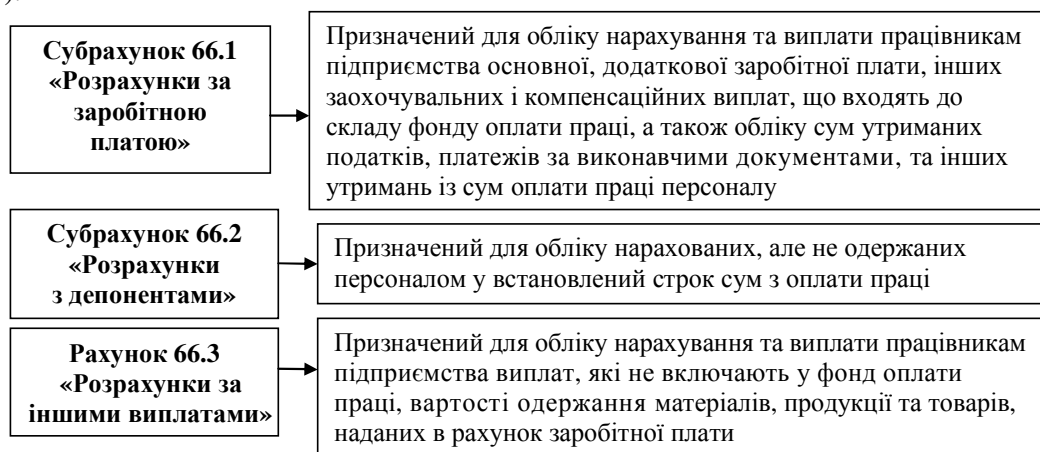 ).
Субрахунок 66.1
«Розрахунки за
заробітною
платою»
Призначений для обліку нарахування та виплати працівникам
підприємства основної, додаткової заробітної плати, інших
заохочувальних і компенсаційних виплат, що входять до
складу фонду оплати праці, а також обліку сум утриманих
податків, платежів за виконавчими документами, та інших
утримань із сум оплати праці персоналу
Субрахунок 66.2
«Розрахунки
з депонентами»
Призначений для обліку нарахованих, але не одержаних
персоналом у встановлений строк сум з оплати праці
Рахунок 66.3
«Розрахунки за
іншими виплатами»
Призначений для обліку нарахування та виплати працівникам
підприємства виплат, які не включають у фонд оплати
праці, вартості одержання матеріалів, продукції та товарів,
наданих в рахунок заробітної плати